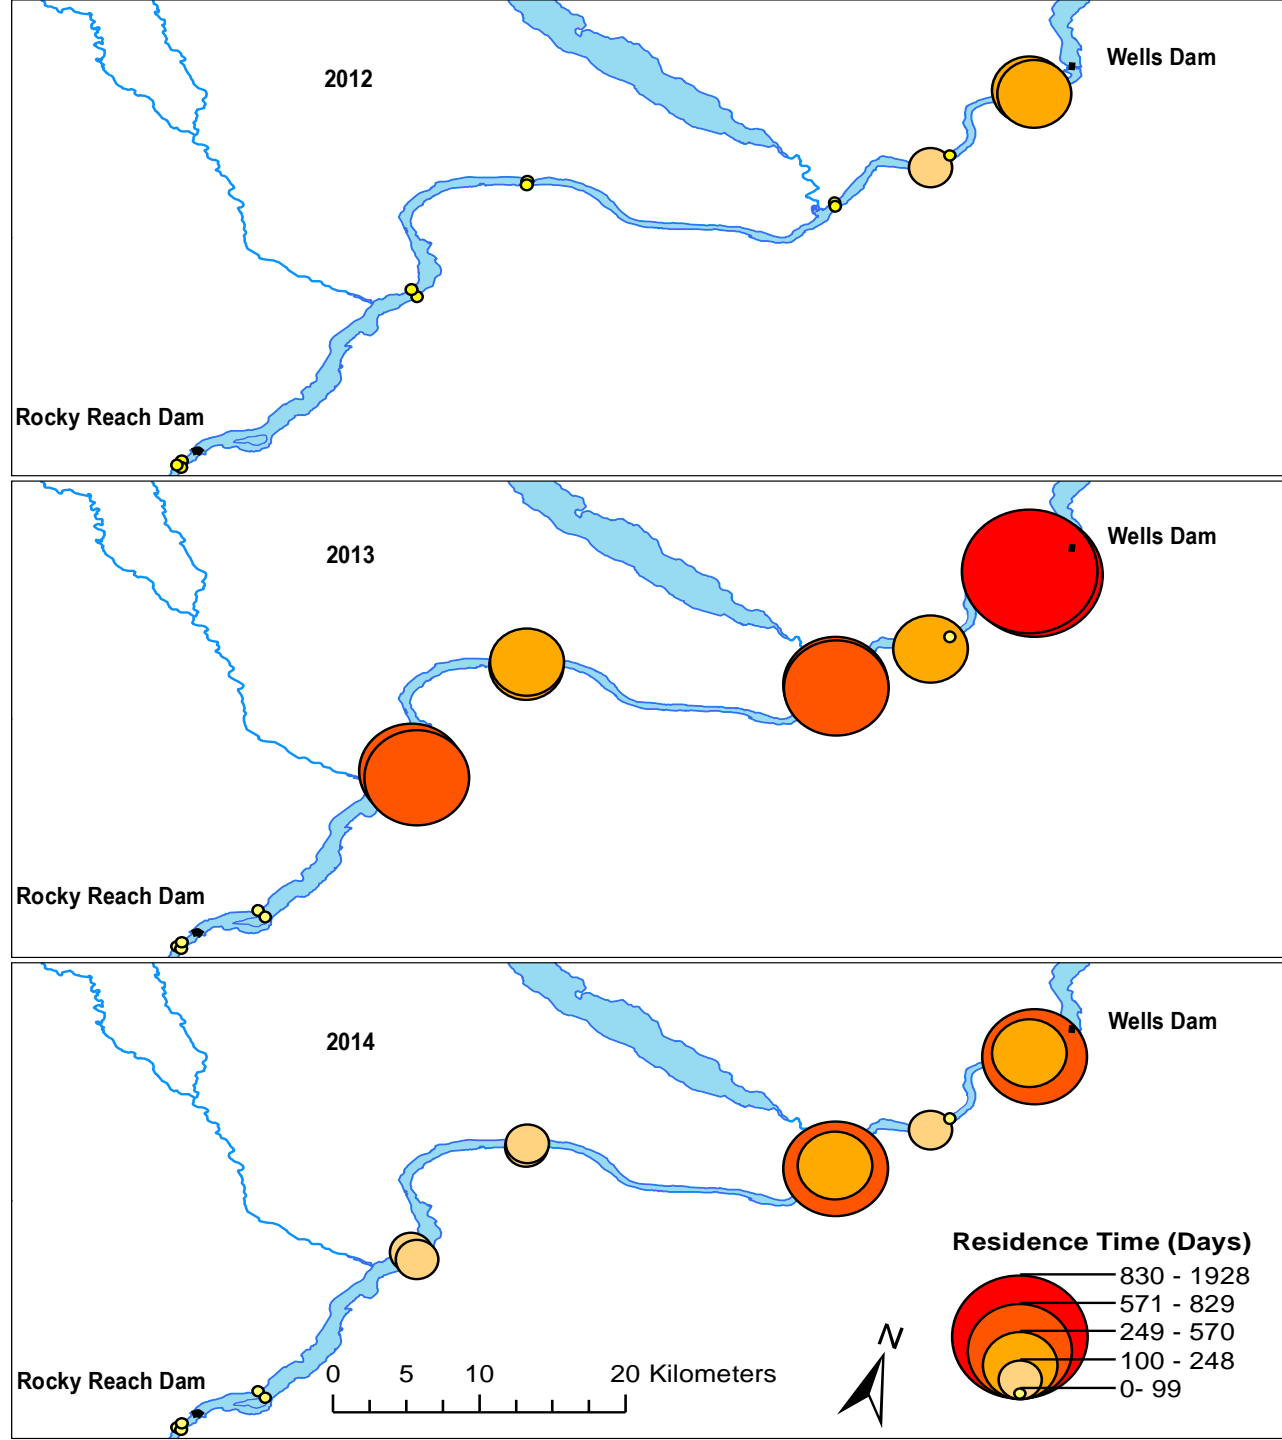 Wells Dam
2012
Rocky Reach Dam
Wells Dam
2013
Rocky Reach Dam
Wells Dam
2014
Residence Time (Days)
830 - 1928
571 - 829
249 - 570
100 - 248
0- 99
N
0 5 10 20 Kilometers
Rocky Reach Dam